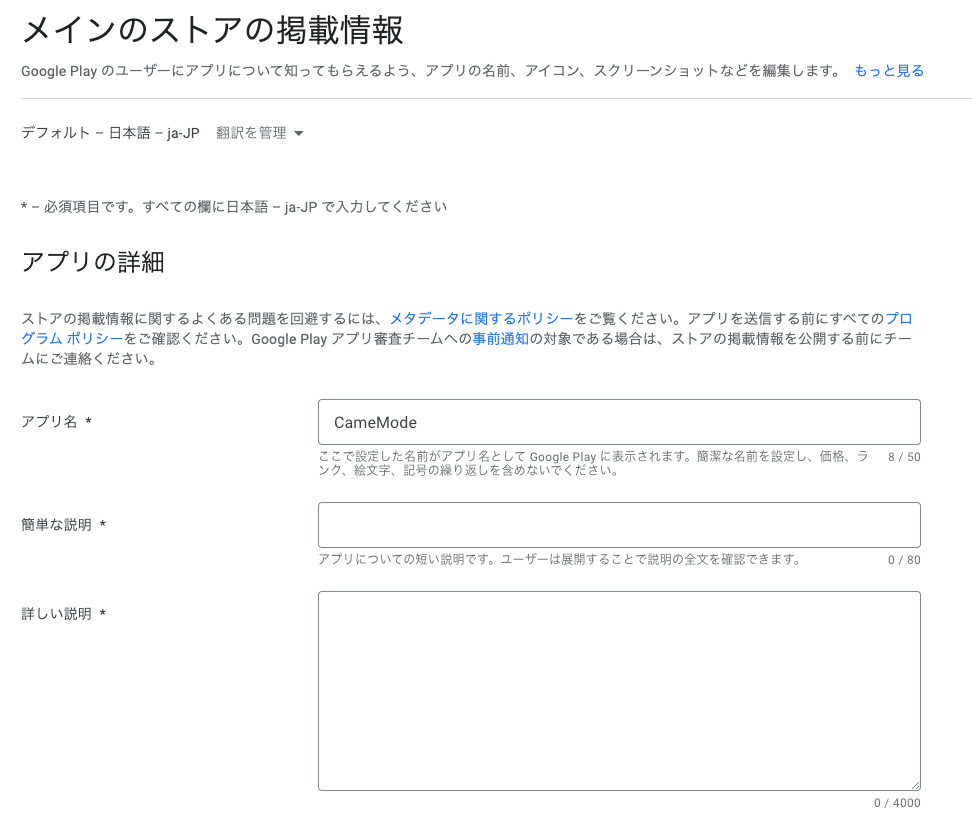 メインのストアの掲載情報
Google Play のユーザーにアプリについて知ってもらえるよう、アプリの名前、アイコン、スクリーンショットなどを編集します。 もっと見る
デフォルト – 日本語 – ja-JP 翻訳を管理
* – 必須項目です。すべての欄に日本語 – ja-JP で入力してください
アプリの詳細
ストアの掲載情報に関するよくある問題を回避するには、メタデータに関するポリシーをご覧ください。アプリを送信する前にすべてのプロ
グラム ポリシーをご確認ください。Google Play アプリ審査チームへの事前通知の対象である場合は、ストアの掲載情報を公開する前にチー
ムにご連絡ください。
アプリ名 *
CameMode
ここで設定した名前がアプリ名として Google Play に表示されます。簡潔な名前を設定し、価格、ラ 8 / 50
ンク、絵文字、記号の繰り返しを含めないでください。
簡単な説明 *
アプリについての短い説明です。ユーザーは展開することで説明の全文を確認できます。 0 / 80
詳しい説明 *
0 / 4000